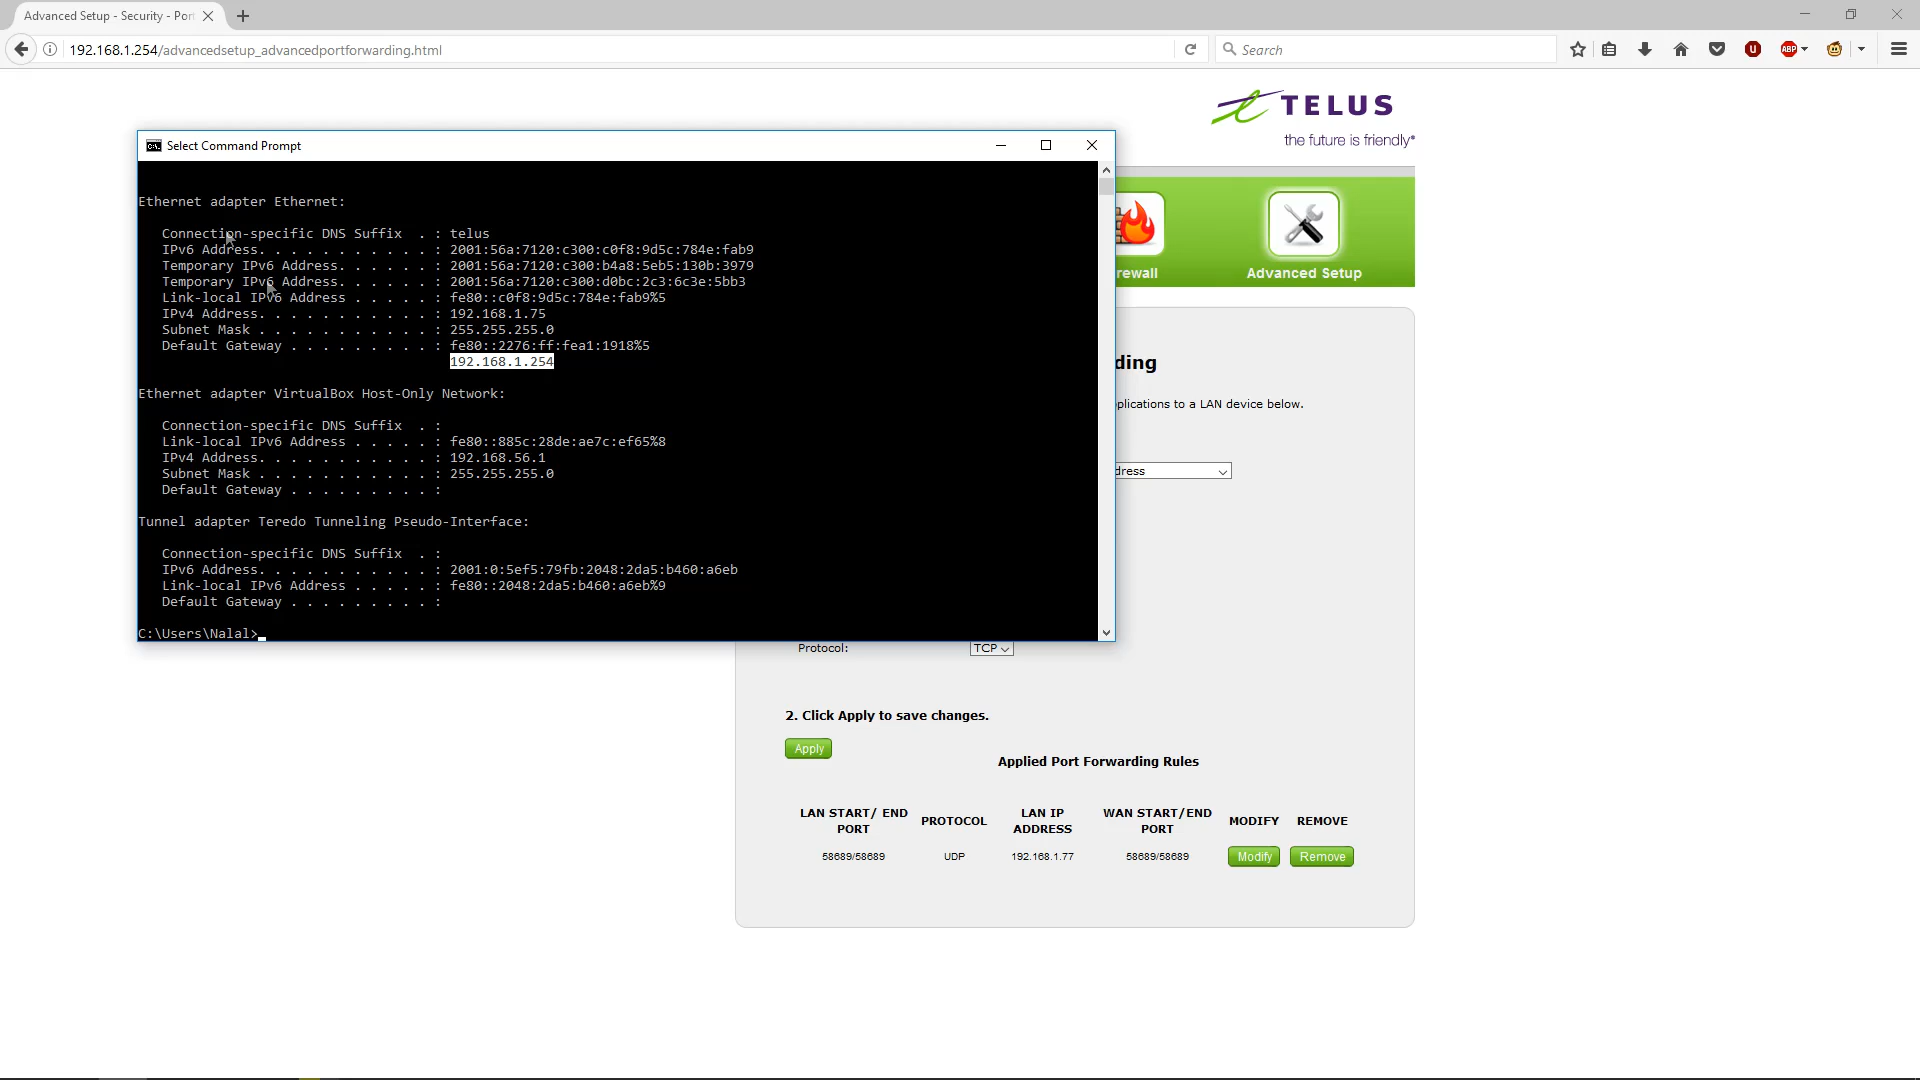 Advanced Setup - Security - Por
192.168.1.254/advancedsetup_advancedportforwarding.html
Search
ABP
TELUS
the future is friendly®
Select Command Prompt
Ethernet adapter Ethernet:
Connection-specific DNS Suffix  . : telus
IPv6 Address. . . . . . . . . . . : 2001:56a:7120:c300:c0f8:9d5c:784e:fab9
Temporary IPv6 Address. . . . . . : 2001:56a:7120:c300:b4a8:5eb5:130b:3979
Temporary IPv6 Address. . . . . . : 2001:56a:7120:c300:d0bc:2c3:6c3e:5bb3
Link-local IPv6 Address . . . . . : fe80::c0f8:9d5c:784e:fab9%5
IPv4 Address. . . . . . . . . . . : 192.168.1.75
Subnet Mask . . . . . . . . . . . : 255.255.255.0
Default Gateway . . . . . . . . . : fe80::2276:ff:fea1:1918%5
192.168.1.254
Ethernet adapter VirtualBox Host-Only Network:
Connection-specific DNS Suffix  . :
Link-local IPv6 Address . . . . . : fe80::885c:28de:ae7c:ef65%8
IPv4 Address. . . . . . . . . . . : 192.168.56.1
Subnet Mask . . . . . . . . . . . : 255.255.255.0
Default Gateway . . . . . . . . . :
Tunnel adapter Teredo Tunneling Pseudo-Interface:
Connection-specific DNS Suffix  . :
IPv6 Address. . . . . . . . . . . : 2001:0:5ef5:79fb:2048:2da5:b460:a6eb
Link-local IPv6 Address . . . . . : fe80::2048:2da5:b460:a6eb%9
Default Gateway . . . . . . . . . :
C:\Users\Nalal>
rewall
Advanced Setup
ding
plications to a LAN device below.
dress
Protocol: TCP
2. Click Apply to save changes.
Apply
Applied Port Forwarding Rules
LAN START/ END PORT PROTOCOL LAN IP ADDRESS WAN START/END PORT MODIFY REMOVE
58689/58689 UDP 192.168.1.77 58689/58689 Modify Remove